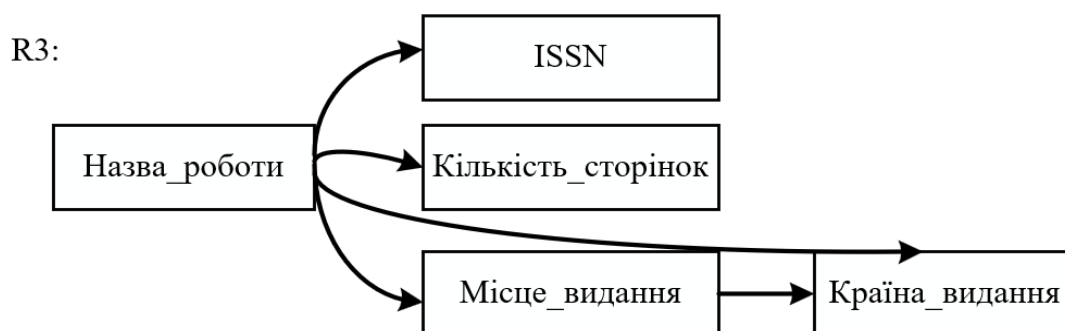 R3:
ISSN
Назва_роботи
Кількість_сторінок
Місце_видання
Країна_видання